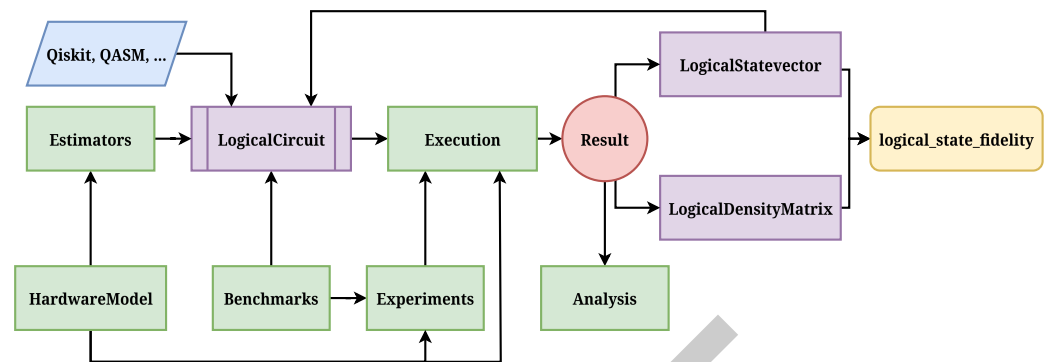 Qiskit, QASM, ...
LogicalStatevector
Estimators
LogicalCircuit
Execution
Result
logical_state_fidelity
LogicalDensityMatrix
HardwareModel
Benchmarks
Experiments
Analysis